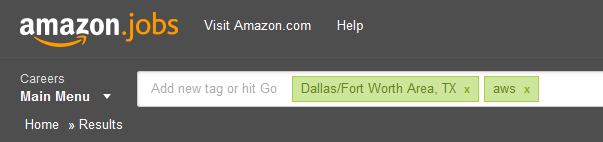 amazon.jobs Visit Amazon.com Help
Careers
Main Menu
Add new tag or hit Go Dallas/Fort Worth Area, TX x aws x
Home » Results